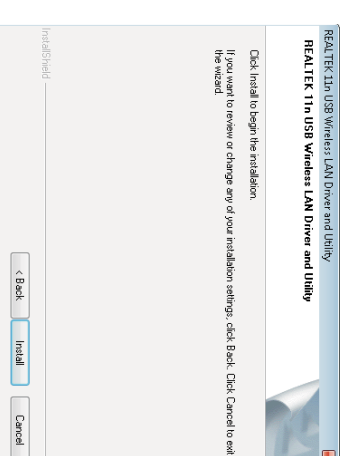 REALTEK 11n USB Wireless LAN Driver and Utility
REALTEK 11n USB Wireless LAN Driver and Utility
Click Install to begin the installation.
If you want to review or change any of your installation settings, click Back. Click Cancel to exit
the wizard.
InstallShield
< Back
Install
Cancel